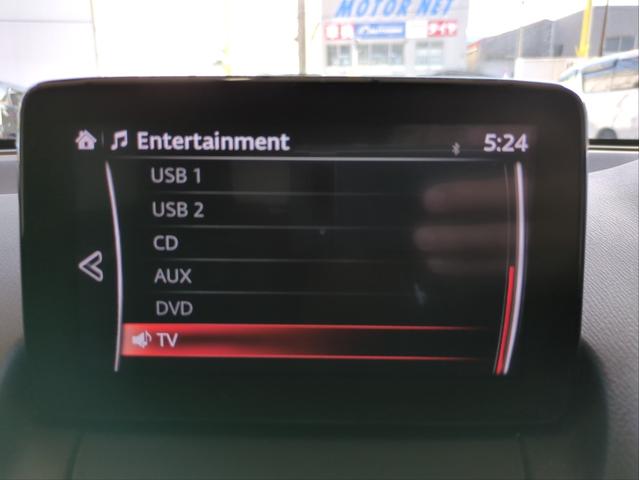 MOTOR NET
Entertainment
5:24
USB 1
USB 2
CD
AUX
DVD
TV